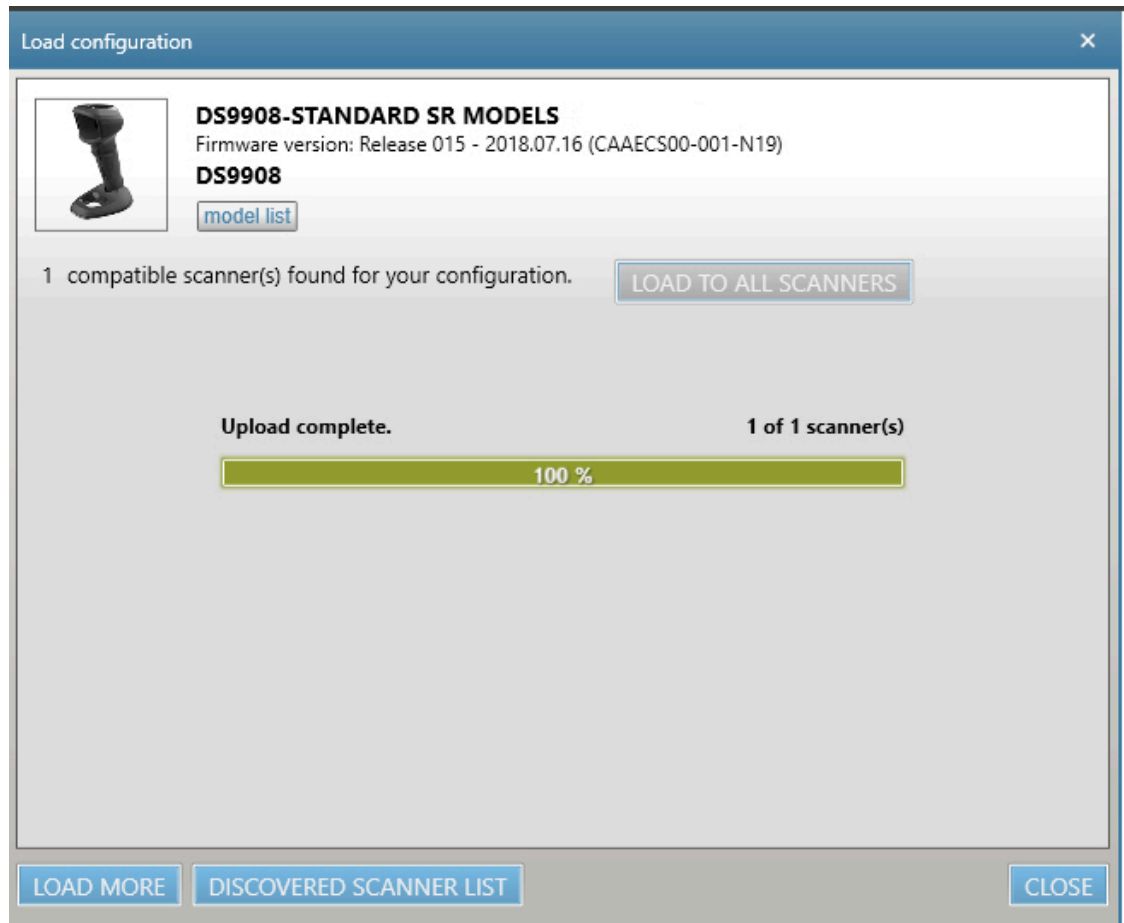 Load configuration ×
DS9908-STANDARD SR MODELS
Firmware version: Release 015 - 2018.07.16 (CAAECS00-001-N19)
DS9908
model list
1 compatible scanner(s) found for your configuration. LOAD TO ALL SCANNERS
Upload complete. 1 of 1 scanner(s)
100 %
LOAD MORE DISCOVERED SCANNER LIST CLOSE